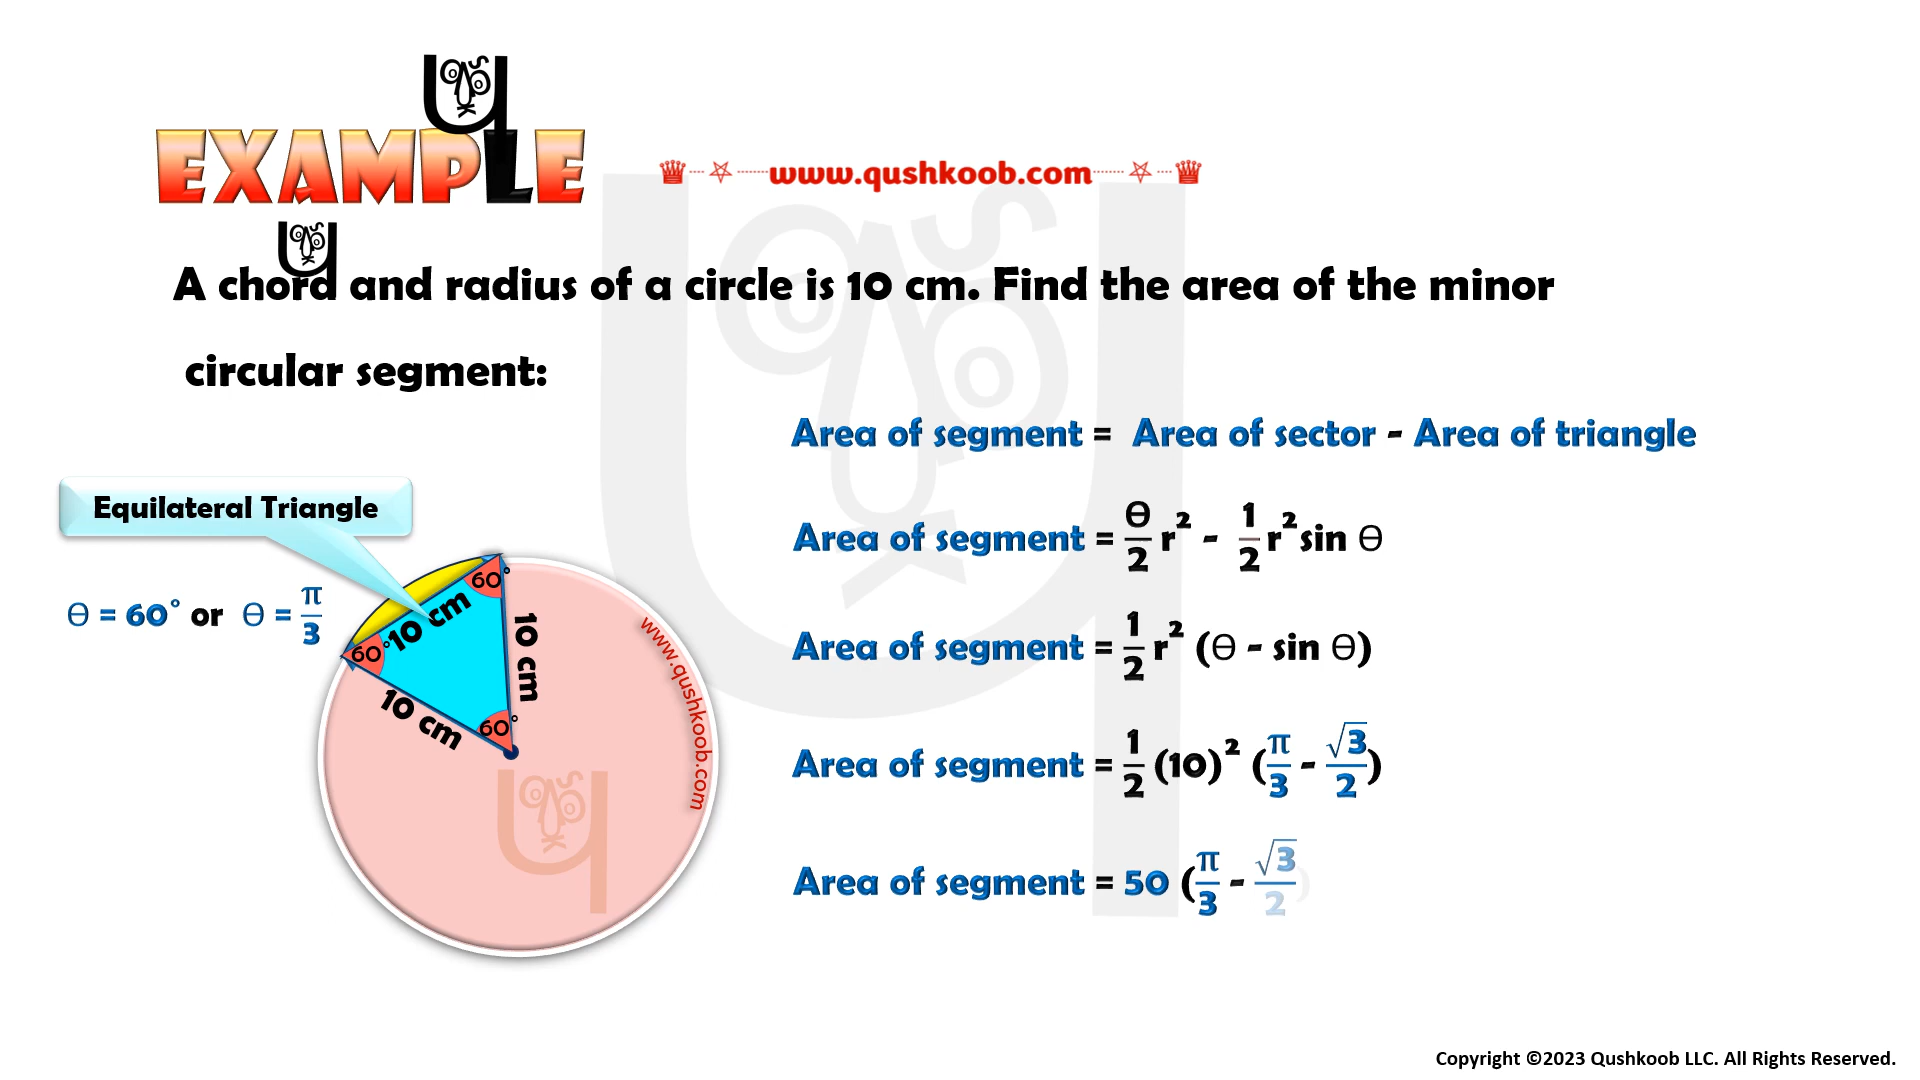 EXAMPLE
www.qushkoob.com
A chord and radius of a circle is 10 cm. Find the area of the minor
circular segment:
Area of segment = Area of sector - Area of triangle
Equilateral Triangle
Area of segment = Ө/2 r² - 1/2 r² sin Ө
Ө = 60° or Ө = π/3
60°
10 cm
60°
10 cm
10 cm
60°
www.qushkoob.com
Area of segment = 1/2 r² (Ө - sin Ө)
Area of segment = 1/2 (10)² (π/3 - √3/2)
Area of segment = 50 (π/3 - √3/2)
Copyright ©2023 Qushkoob LLC. All Rights Reserved.